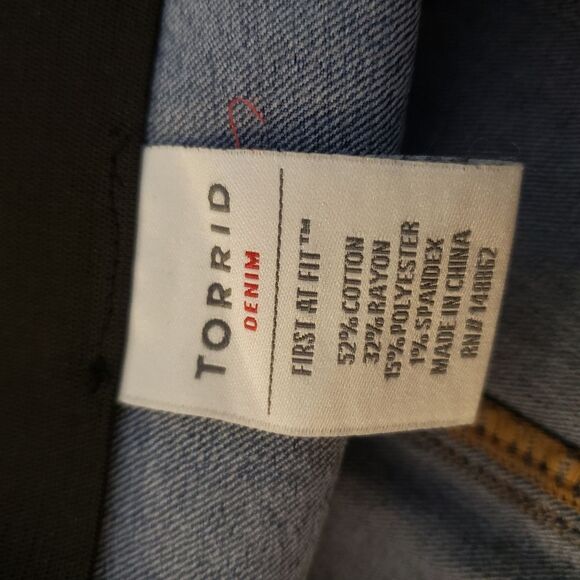 TORRID
DENIM
FIRST AT FIT™
52% COTTON
32% RAYON
15% POLYESTER
1% SPANDEX
MADE IN CHINA
RN# 148862